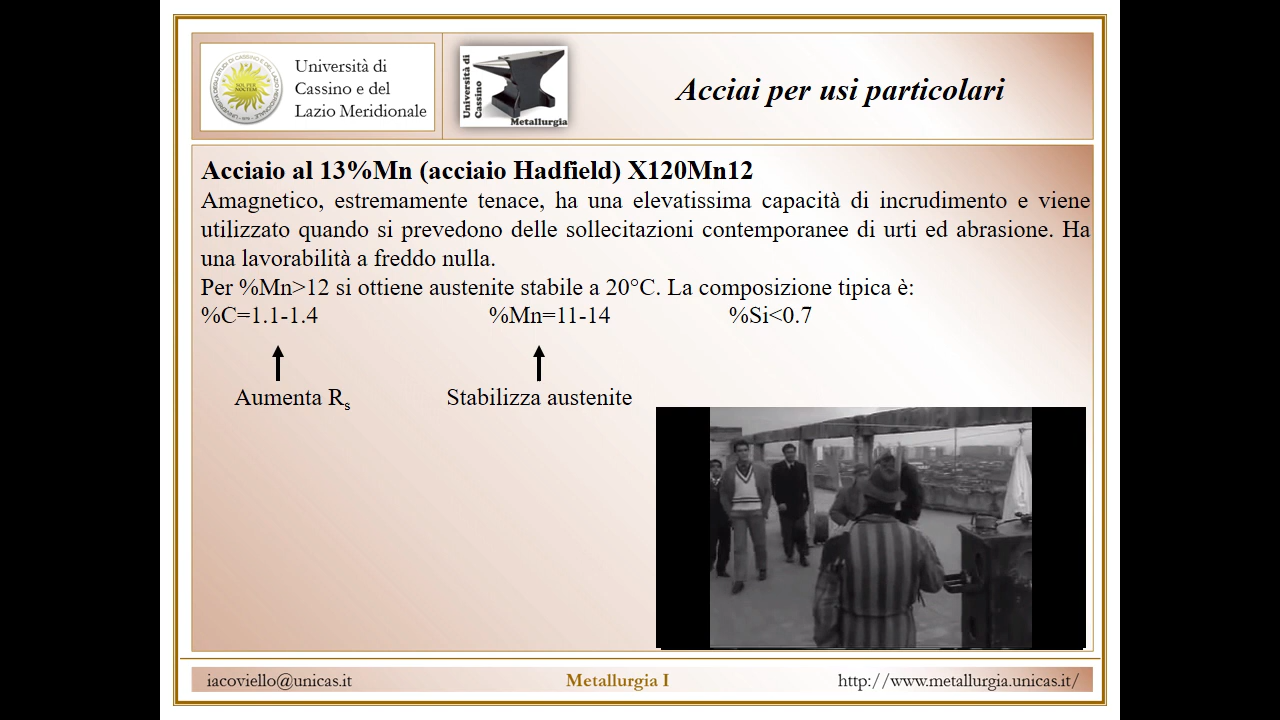 Università di
Cassino e del
Lazio Meridionale
Università di
Cassino
Metallurgia
Acciai per usi particolari
Acciaio al 13%Mn (acciaio Hadfield) X120Mn12
Amagnetico, estremamente tenace, ha una elevatissima capacità di incrudimento e viene
utilizzato quando si prevedono delle sollecitazioni contemporanee di urti ed abrasione. Ha
una lavorabilità a freddo nulla.
Per %Mn>12 si ottiene austenite stabile a 20°C. La composizione tipica è:
%C=1.1-1.4 %Mn=11-14 %Si<0.7
Aumenta Rs Stabilizza austenite
iacoviello@unicas.it Metallurgia I http://www.metallurgia.unicas.it/